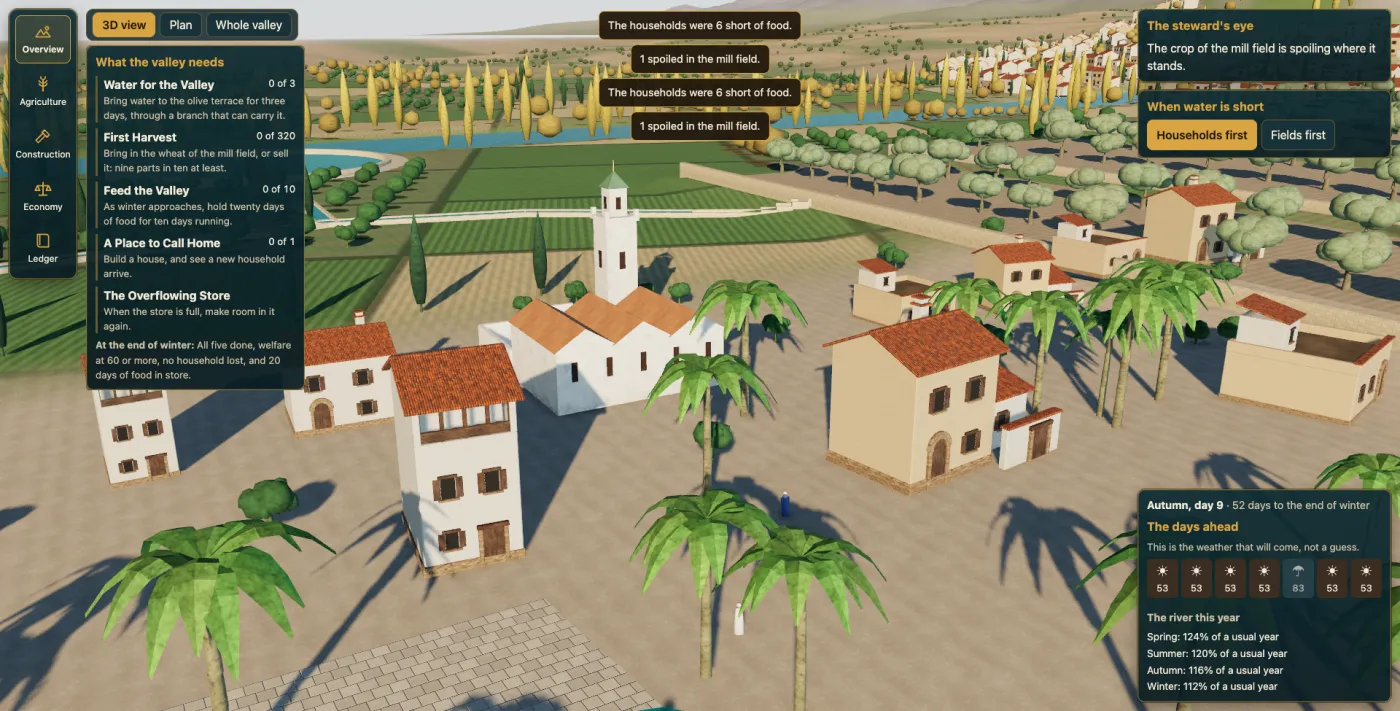 Overview
Agriculture
Construction
Economy
Ledger
3D view
Plan
Whole valley
What the valley needs
Water for the Valley 0 of 3
Bring water to the olive terrace for three
days, through a branch that can carry it.
First Harvest 0 of 320
Bring in the wheat of the mill field, or sell
it: nine parts in ten at least.
Feed the Valley 0 of 10
As winter approaches, hold twenty days
of food for ten days running.
A Place to Call Home 0 of 1
Build a house, and see a new household
arrive.
The Overflowing Store
When the store is full, make room in it
again.
At the end of winter: All five done, welfare
at 60 or more, no household lost, and 20
days of food in store.
The households were 6 short of food.
1 spoiled in the mill field.
The households were 6 short of food.
1 spoiled in the mill field.
The steward's eye
The crop of the mill field is spoiling where it
stands.
When water is short
Households first
Fields first
Autumn, day 9 · 52 days to the end of winter
The days ahead
This is the weather that will come, not a guess.
53 53 53 53 83 53 53
The river this year
Spring: 124% of a usual year
Summer: 120% of a usual year
Autumn: 116% of a usual year
Winter: 112% of a usual year